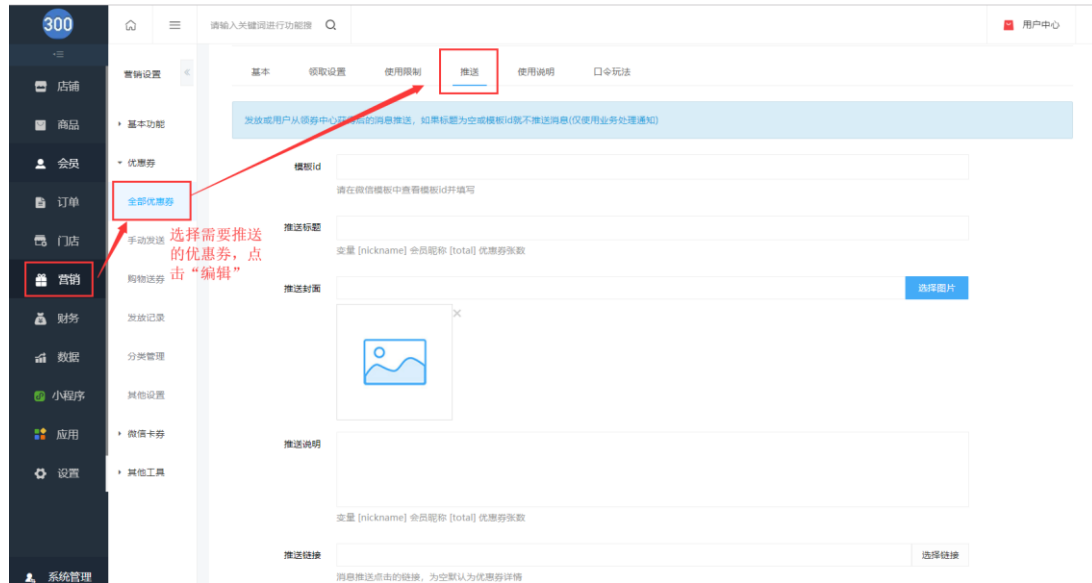 300
请输入关键词进行功能搜
用户中心
店铺
商品
会员
订单
门店
营销
财务
数据
小程序
应用
设置
系统管理
营销设置
基本功能
优惠券
全部优惠券
手动发送
购物送券
发放记录
分类管理
其他设置
微信卡券
其他工具
选择需要推送
的优惠券，点
击“编辑”
基本 领取设置 使用限制 推送 使用说明 口令玩法
发放或用户从领券中心获得后的消息推送，如果标题为空或模板id就不推送消息(仅使用业务处理通知)
模板id
请在微信模板中查看模板id并填写
推送标题
变量 [nickname] 会员昵称 [total] 优惠券张数
推送封面
选择图片
推送说明
变量 [nickname] 会员昵称 [total] 优惠券张数
推送链接
选择链接
消息推送点击的链接，为空默认为优惠券详情